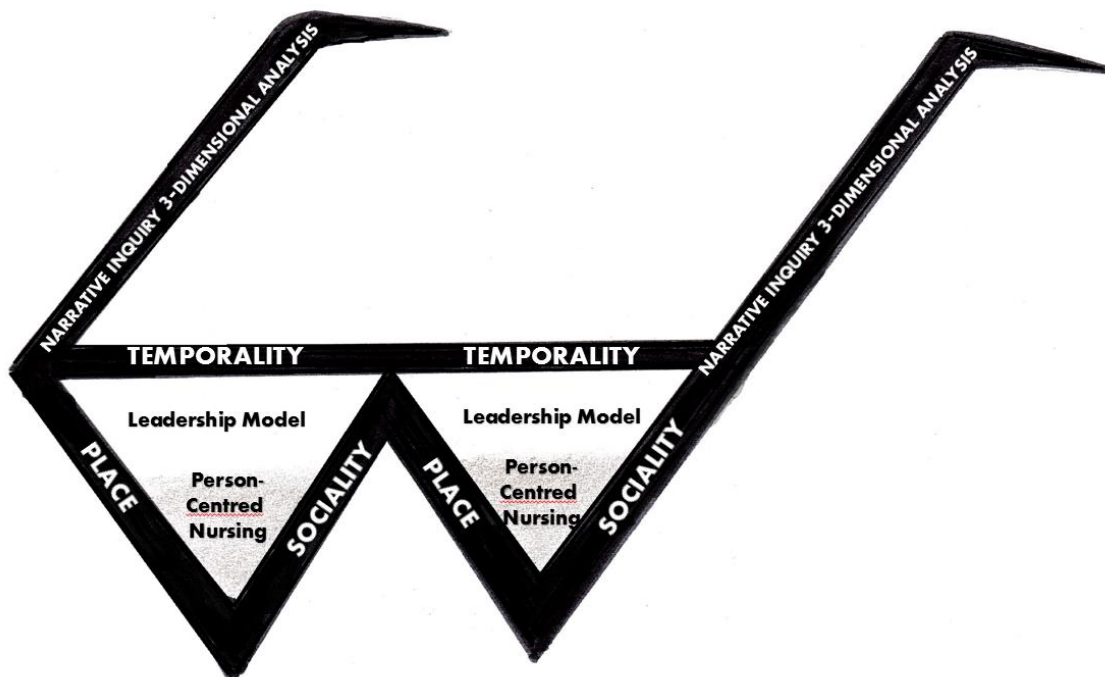 NARRATIVE INQUIRY 3-DIMENSIONAL ANALYSIS
NARRATIVE INQUIRY 3-DIMENSIONAL ANALYSIS
TEMPORALITY
TEMPORALITY
Leadership Model
Person-
Centred
Nursing
PLACE
SOCIALITY
Leadership Model
Person-
Centred
Nursing
PLACE
SOCIALITY